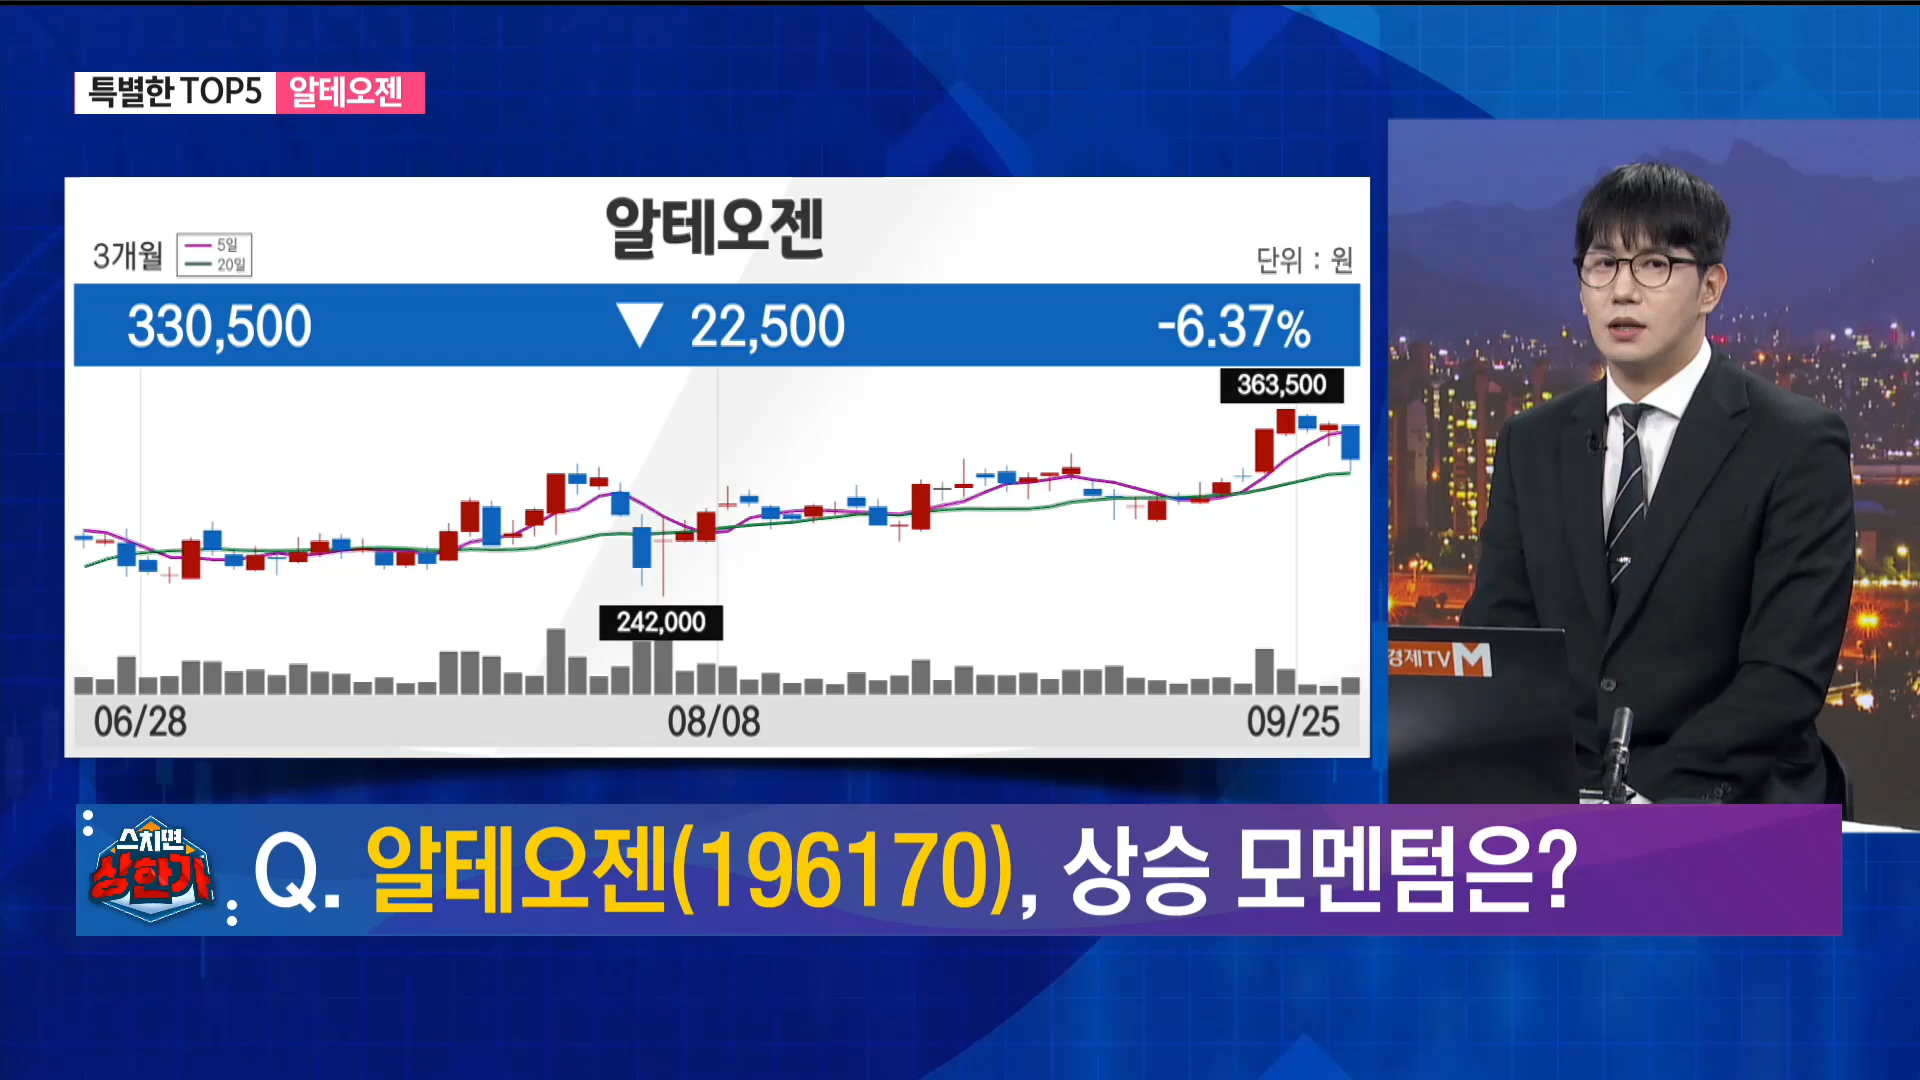 특별한 TOP5 알테오젠
알테오젠
3개월
5일
20일
단위 : 원
330,500 ▼ 22,500 -6.37%
363,500
242,000
06/28 08/08 09/25
경제TV
스치면
상한가
Q. 알테오젠(196170), 상승 모멘텀은?